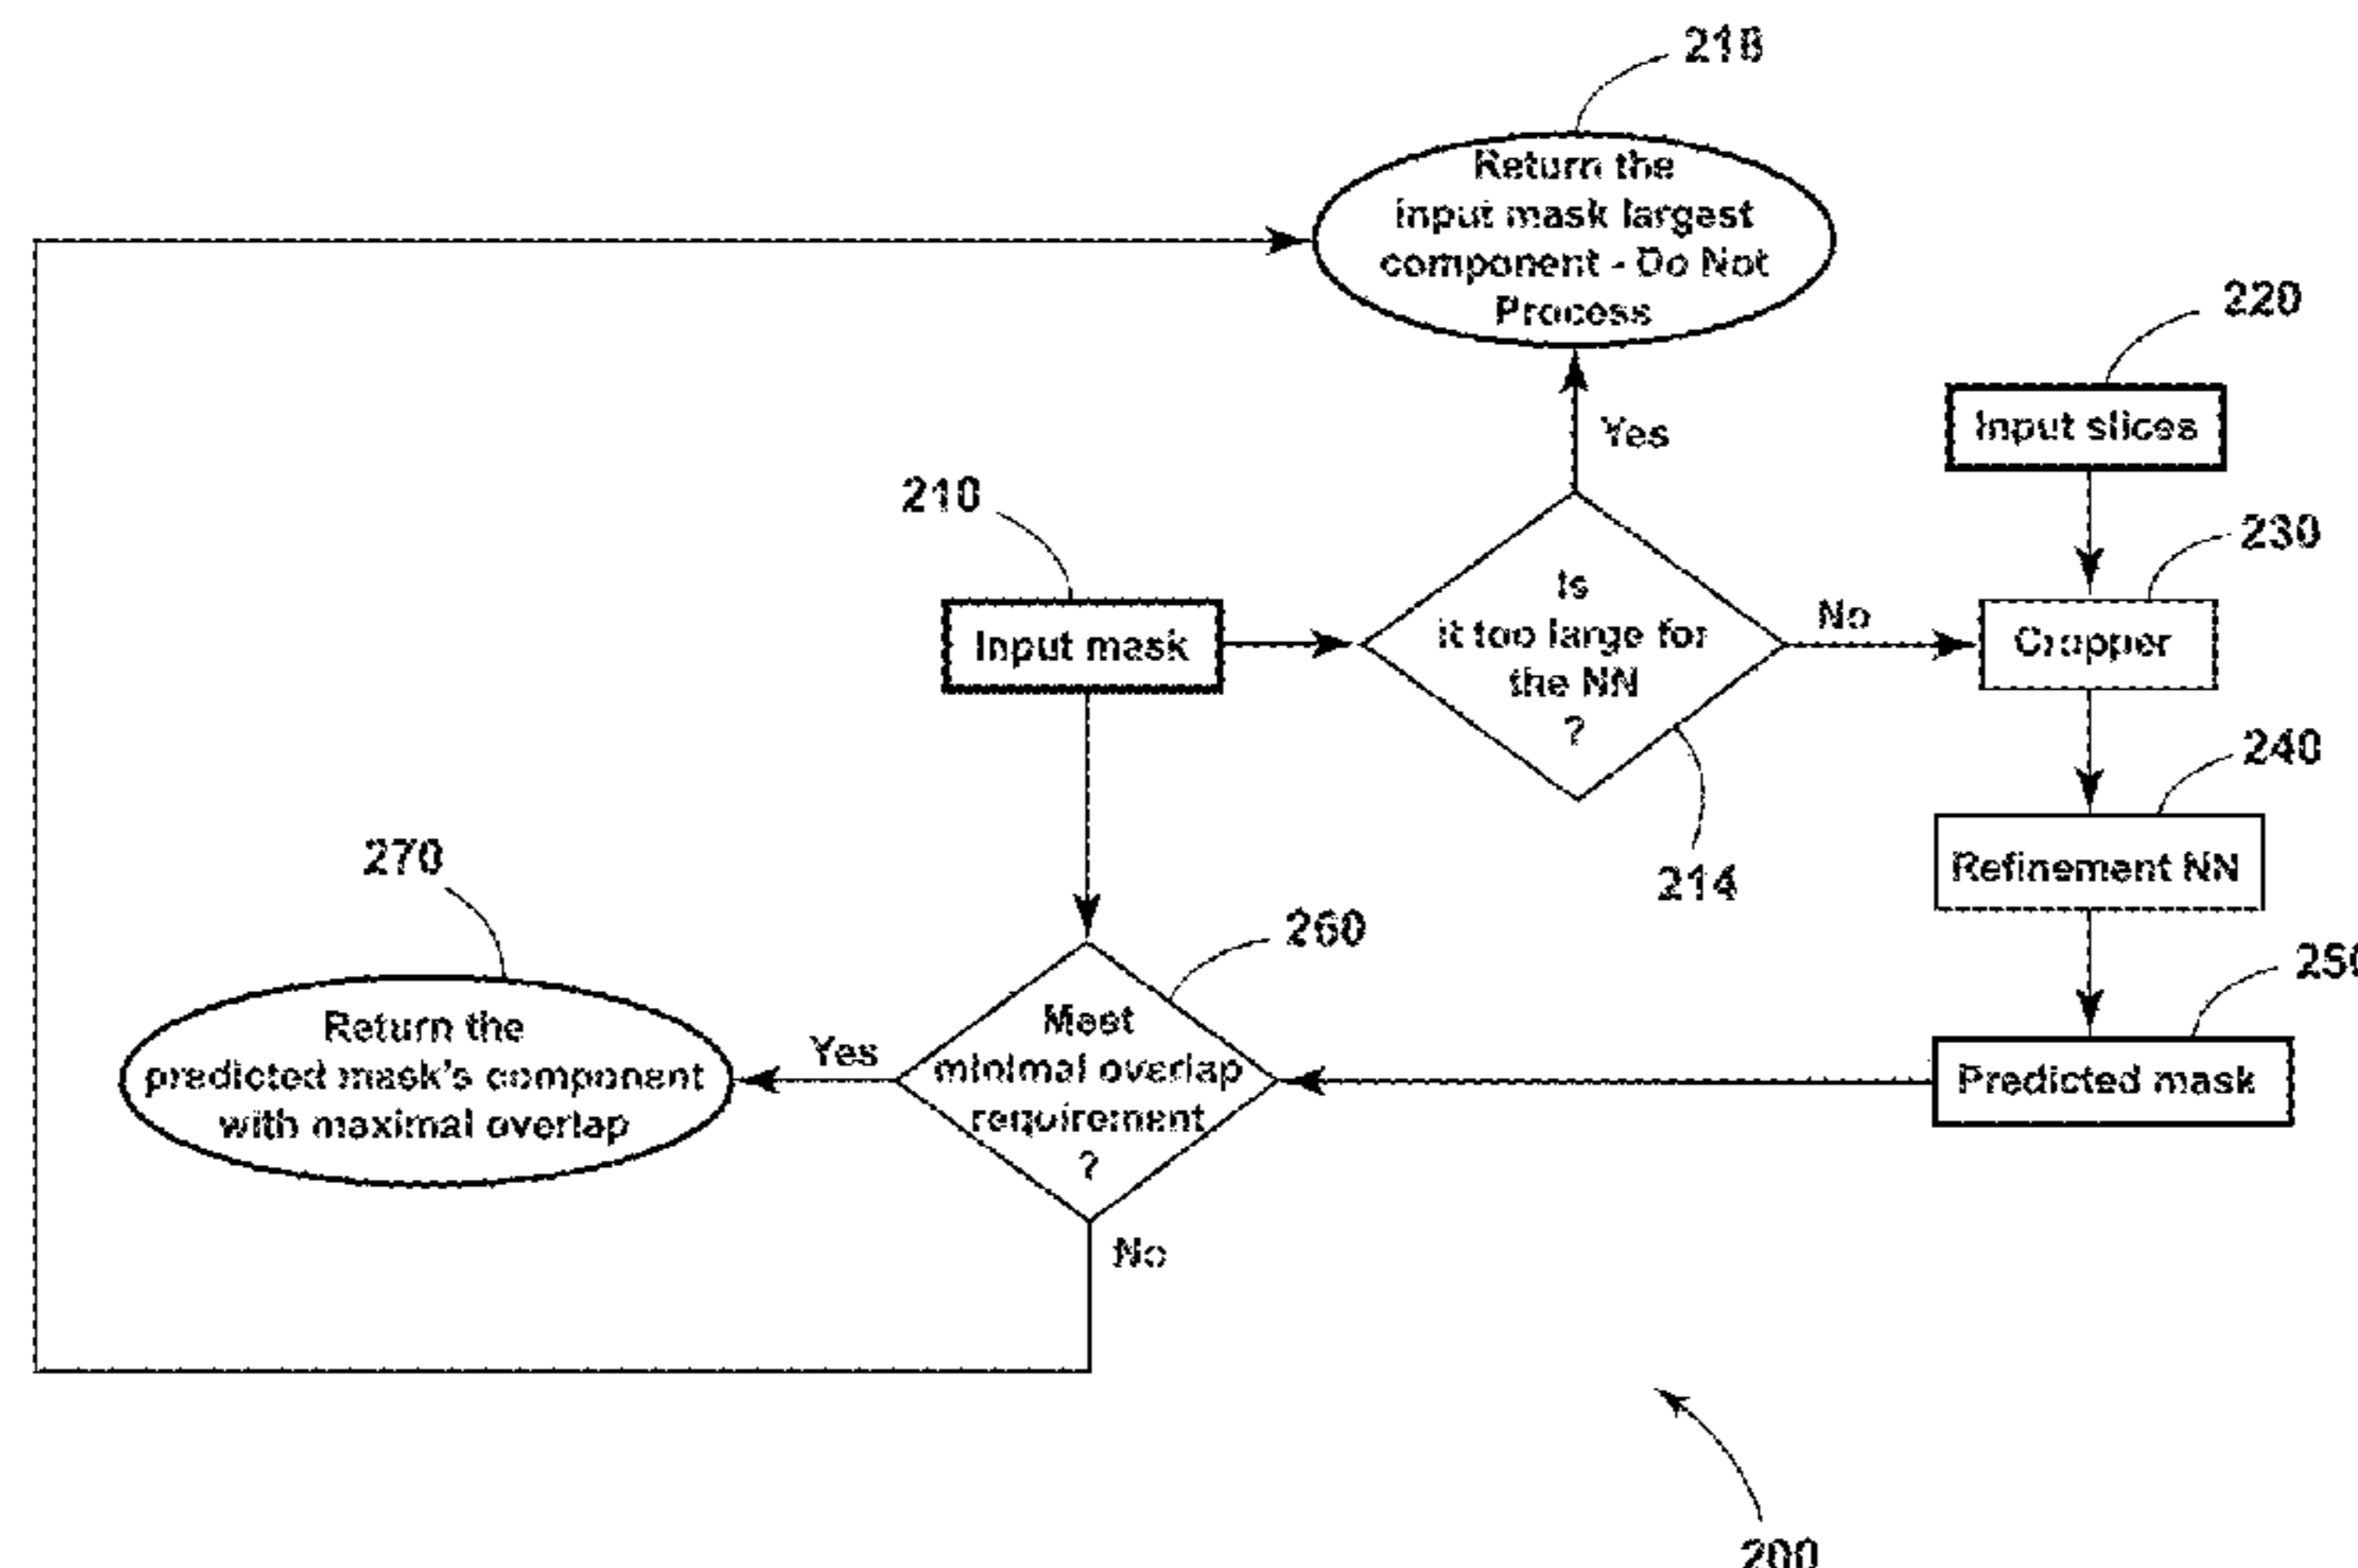 218
Return the
input mask largest
component - Do Not
Process
220
Input slices
Yes
210
230
Input mask
Is
it too large for
the NN
?
No
Cropper
240
Refinement NN
214
270
260
250
Return the
predicted mask's component
with maximal overlap
Yes
Meet
minimal overlap
requirement
?
Predicted mask
No
200